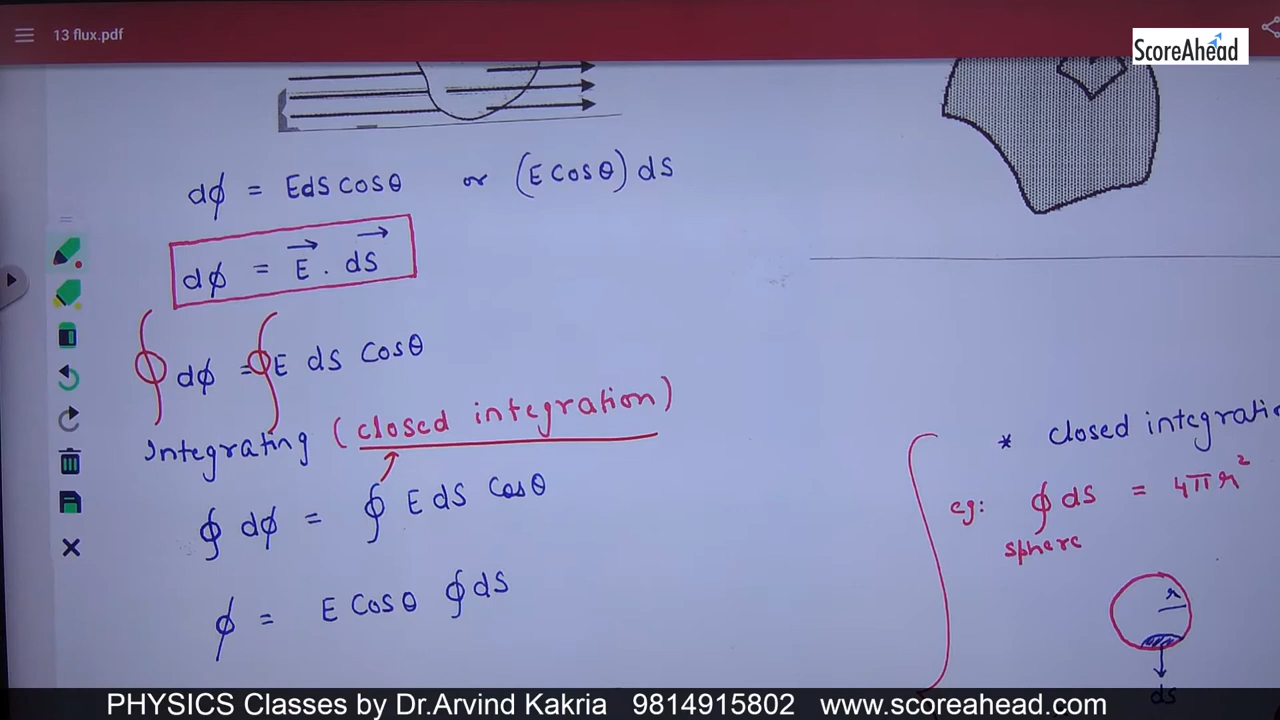 13 flux.pdf
ScoreAhead
dϕ = EdS Cosθ or (E Cosθ) dS
dϕ = E⃗ . dS⃗
∮ dϕ = ∮ E dS Cosθ
Integrating (closed integration)
∮ dϕ = ∮ E dS Cosθ
ϕ = E Cosθ ∮ dS
* closed integratio
eg: ∮ dS = 4πr²
sphere
r
ds
PHYSICS Classes by Dr.Arvind Kakria 9814915802 www.scoreahead.com